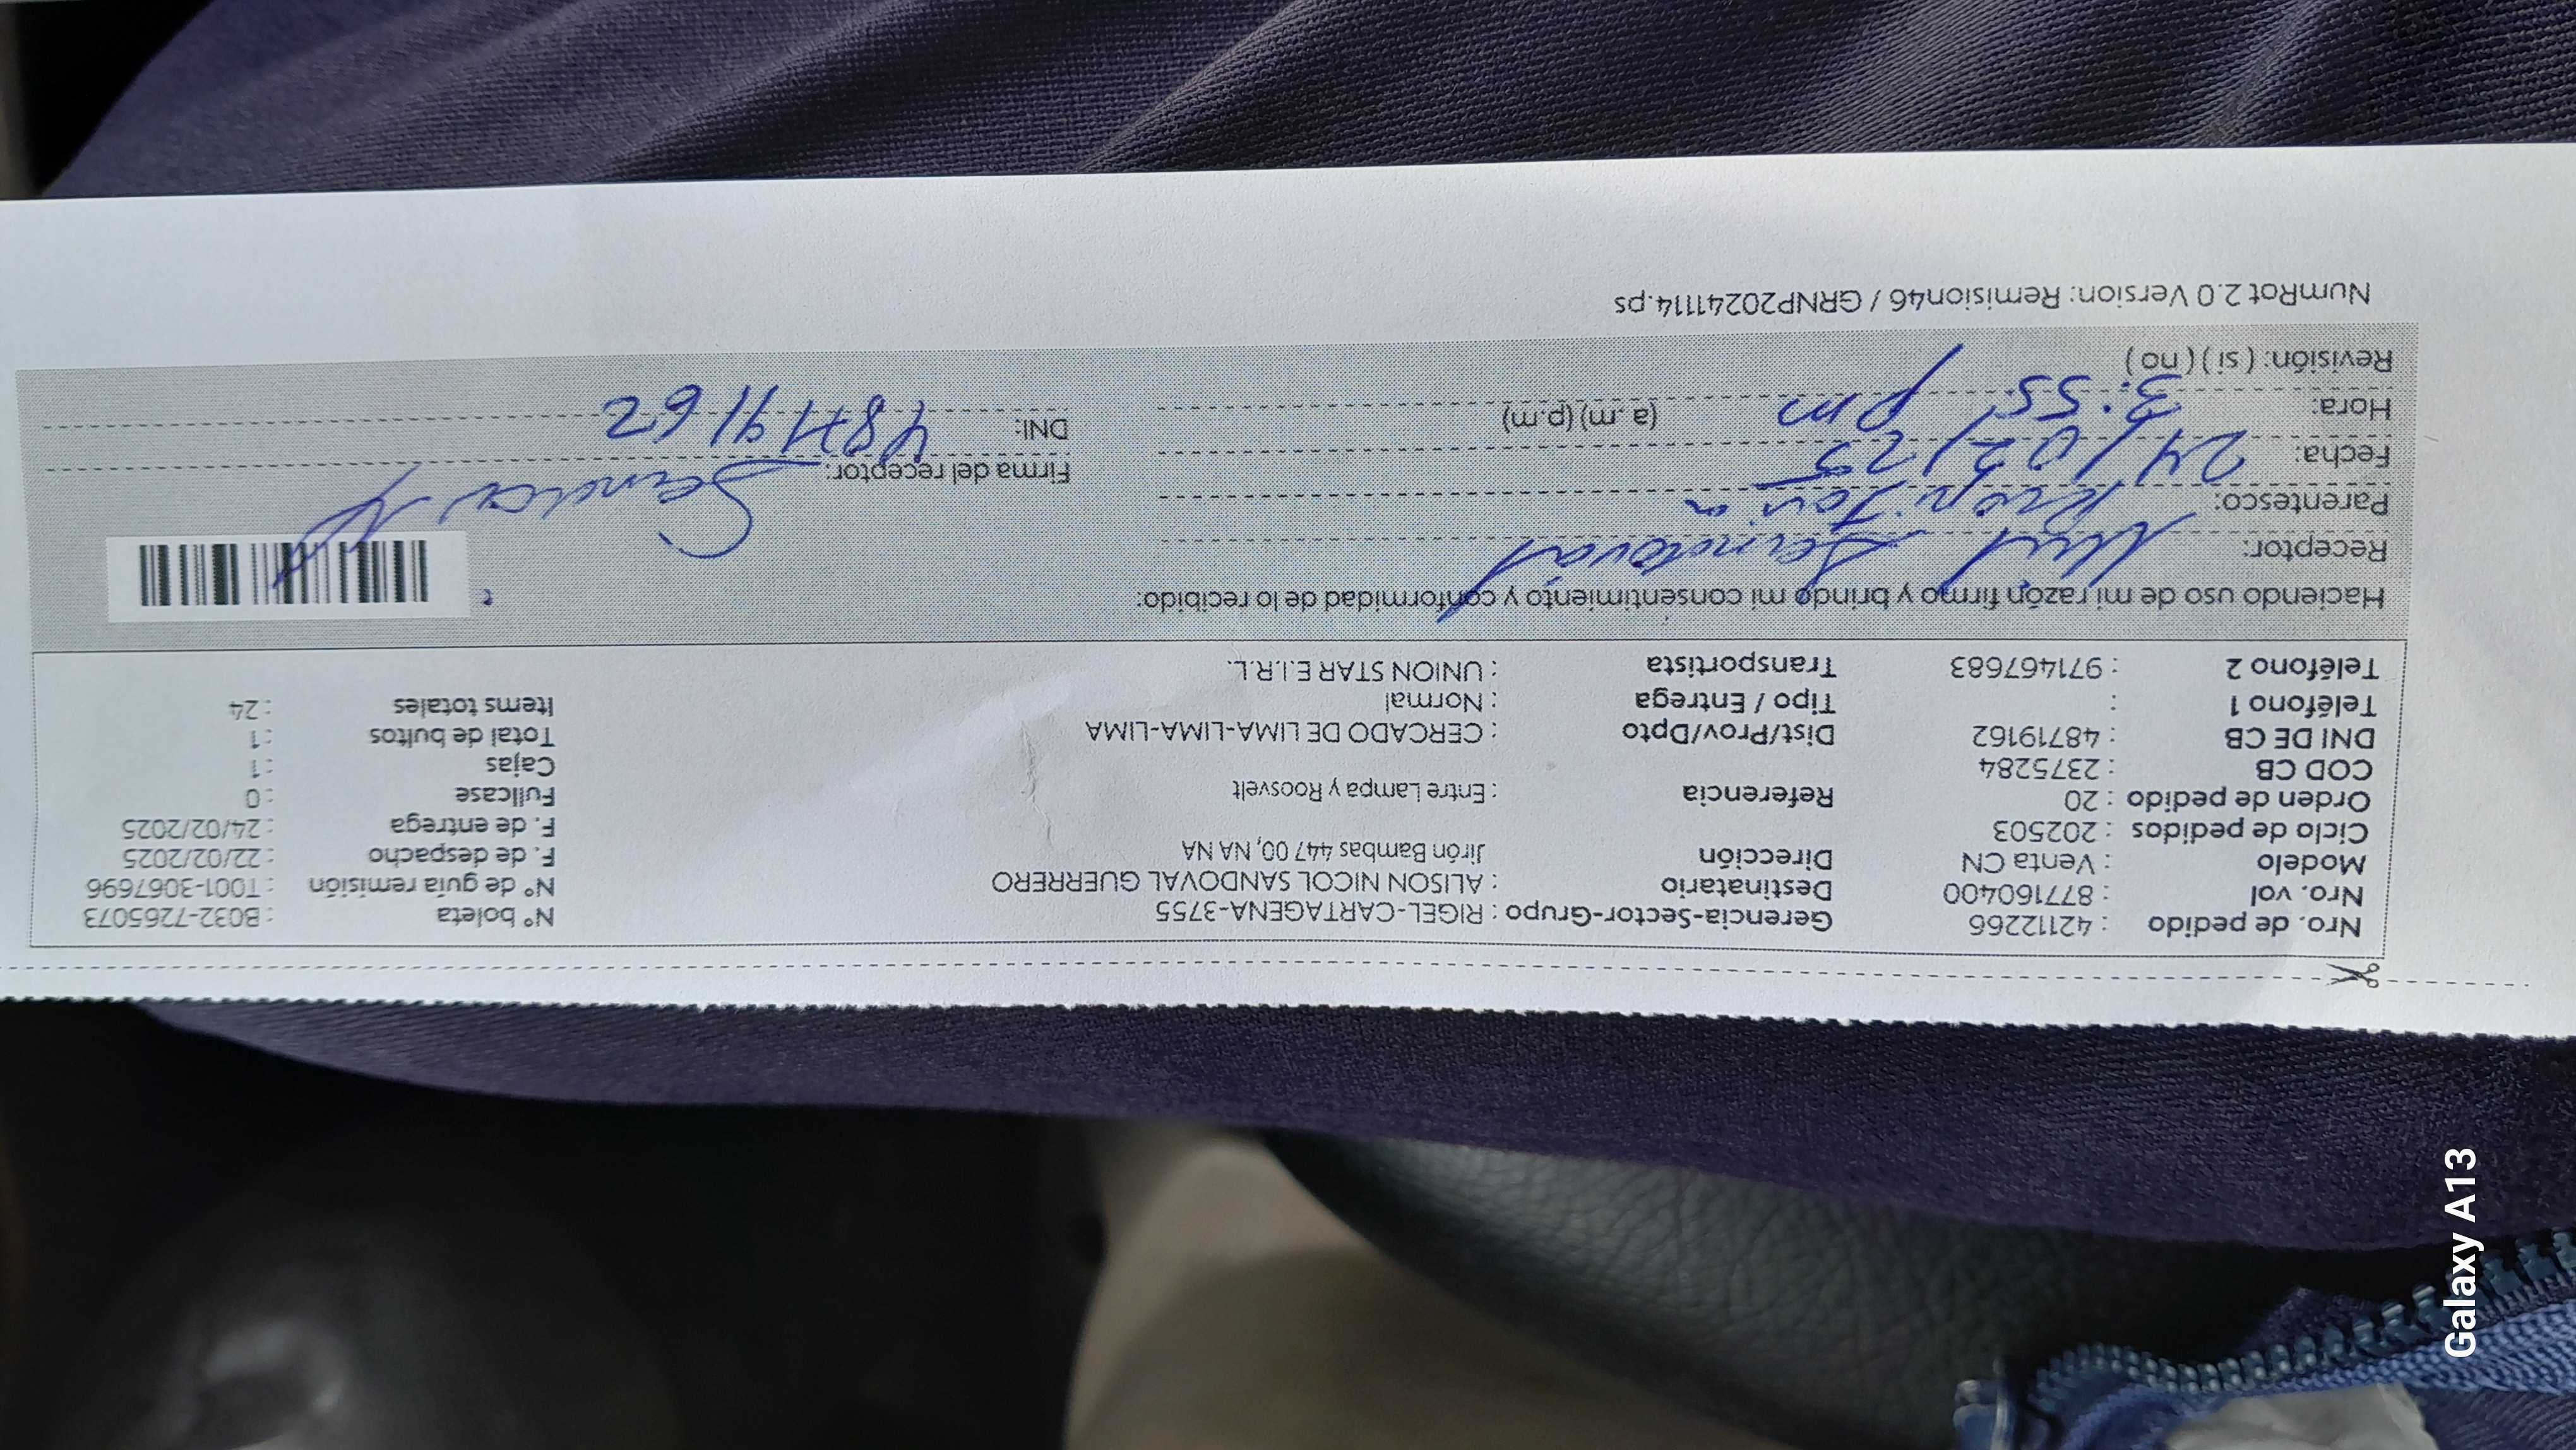 Nro. de pedido : 42112266 Gerencia-Sector-Grupo : RIGEL-CARTAGENA-3755 N° boleta : B032-7265073
Nro. vol : 877160400 Destinatario : ALISON NICOL SANDOVAL GUERRERO N° de guía remisión : T001-3067696
Modelo : Venta CN Dirección Jirón Bambas 447 00, NA NA F. de despacho : 22/02/2025
Ciclo de pedidos : 202503 F. de entrega : 24/02/2025
Orden de pedido : 20 Referencia : Entre Lampa y Roosvelt Fullcase : 0
COD CB : 2375284 Cajas : 1
DNI DE CB : 48719162 Dist/Prov/Dpto : CERCADO DE LIMA-LIMA-LIMA Total de bultos : 1
Teléfono 1 : Tipo / Entrega : Normal Items totales : 24
Teléfono 2 : 971467683 Transportista : UNION STAR E.I.R.L.
Haciendo uso de mi razón firmo y brindo mi consentimiento y conformidad de lo recibido:
Receptor: Sandoval
Parentesco: Firma del receptor:
Fecha: 24/02/25 DNI: 48719162
Hora: 3:55 pm (a.m) (p.m)
Revisión: ( si ) ( no )
NumRot 2.0 Version: Remision46 / GRNP20241114.ps
Galaxy A13